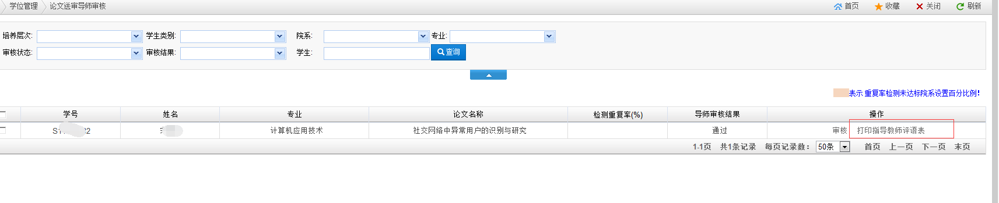 学位管理 论文送审导师审核 首页 收藏 关闭 刷新
培养层次: 学生类别: 院系: 专业:
审核状态: 审核结果: 学生: 查询
表示 重复率检测未达标院系设置百分比例!
学号 姓名 专业 论文名称 检测重复率(%) 导师审核结果 操作
计算机应用技术 社交网络中异常用户的识别与研究 通过 审核 打印指导教师评语表
1-1页 共1条记录 每页记录数: 50条 首页 上一页 下一页 末页